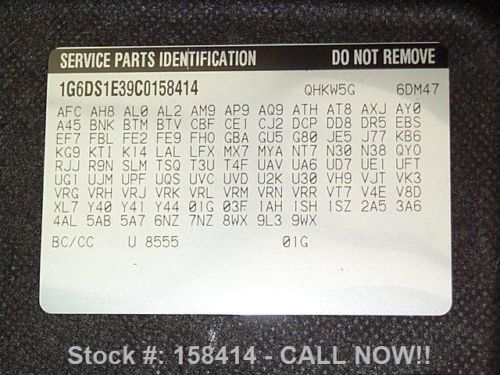 SERVICE PARTS IDENTIFICATION DO NOT REMOVE
1G6DS1E39C0158414 QHKW5G 6DM47
AFC AH8 AL0 AL2 AM9 AP9 AQ9 ATH AT8 AXJ AY0
A45 BNK BTM BTV CBF CE1 CJ2 DCP DD8 DR5 EBS
EF7 FBL FE2 FE9 FHO GBA GU5 G80 JE5 J77 KB6
KG9 KTI K14 LAL LFX MX7 MYA NT7 N30 N38 QYO
RJJ R9N SLM TSQ T3U T4F UAV UA6 UD7 UE1 UFT
UG1 UJM UPF UQS UVC UVD U2K U30 VH9 VJT VK3
VRG VRH VRJ VRK VRL VRM VRN VRR VT7 V4E V8D
XL7 Y40 Y41 Y44 01G 03F 1AH 1SH 1SZ 2A5 3A6
4AL 5AB 5A7 6NZ 7NZ 8WX 9L3 9WX
BC/CC U 8555 01G
Stock #: 158414 - CALL NOW!!